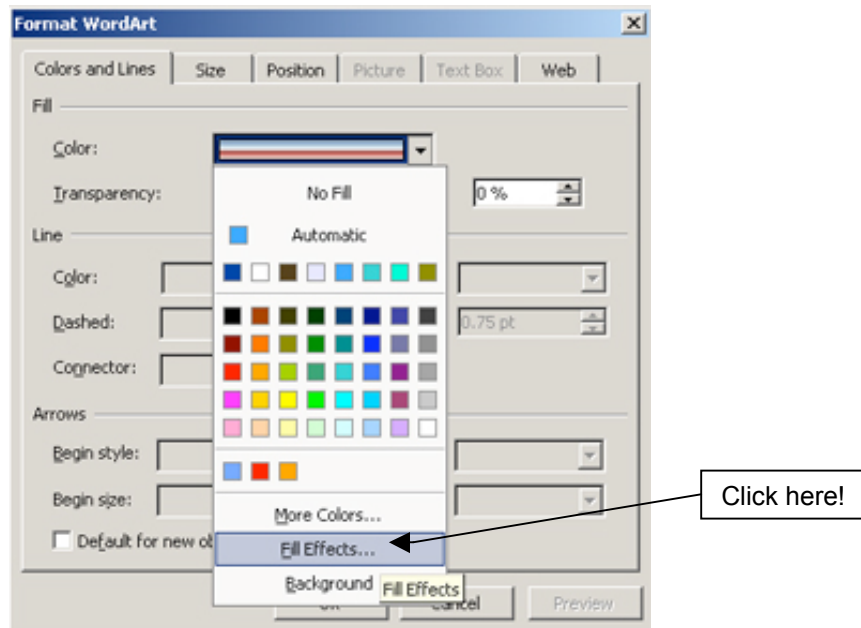 Format WordArt
Colors and Lines Size Position Picture Text Box Web
Fill
Color:
No Fill
Transparency: 0 %
Automatic
Line
Color:
Dashed: 0.75 pt
Connector:
Arrows
Begin style:
Begin size:
Click here!
More Colors...
Default for new
Fill Effects...
Background Fill Effects
Preview